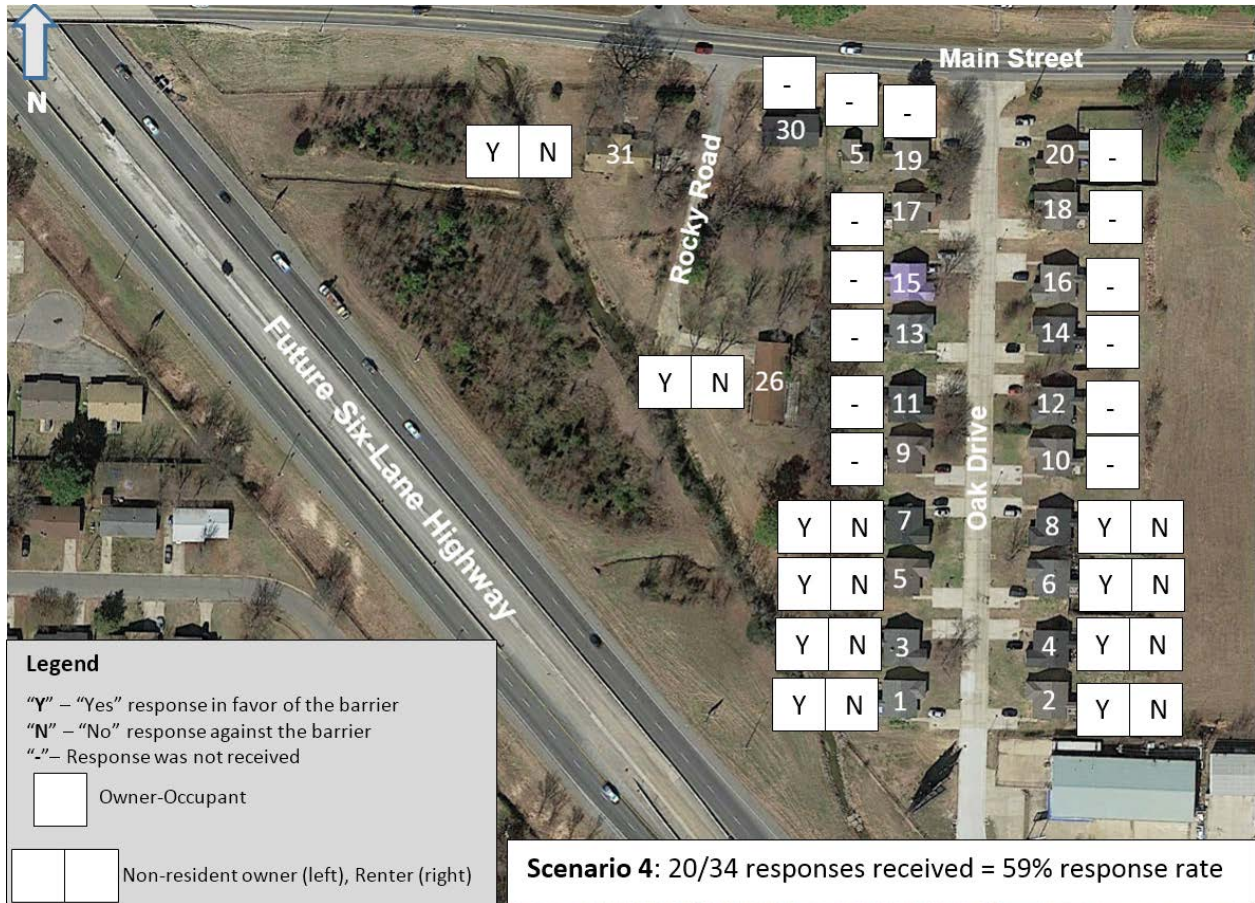 N
Main Street
-
-
-
30
5
19
20
-
Y N
31
-
17
18
-
Rocky Road
-
15
16
-
-
13
14
-
Y N
26
-
11
12
-
-
9
10
-
Y N
7
8
Y N
Y N
5
6
Y N
Y N
3
4
Y N
Y N
1
2
Y N
Oak Drive
Future Six-Lane Highway
Legend
“Y” – “Yes” response in favor of the barrier
“N” – “No” response against the barrier
“-”– Response was not received
Owner-Occupant
Non-resident owner (left), Renter (right)
Scenario 4: 20/34 responses received = 59% response rate